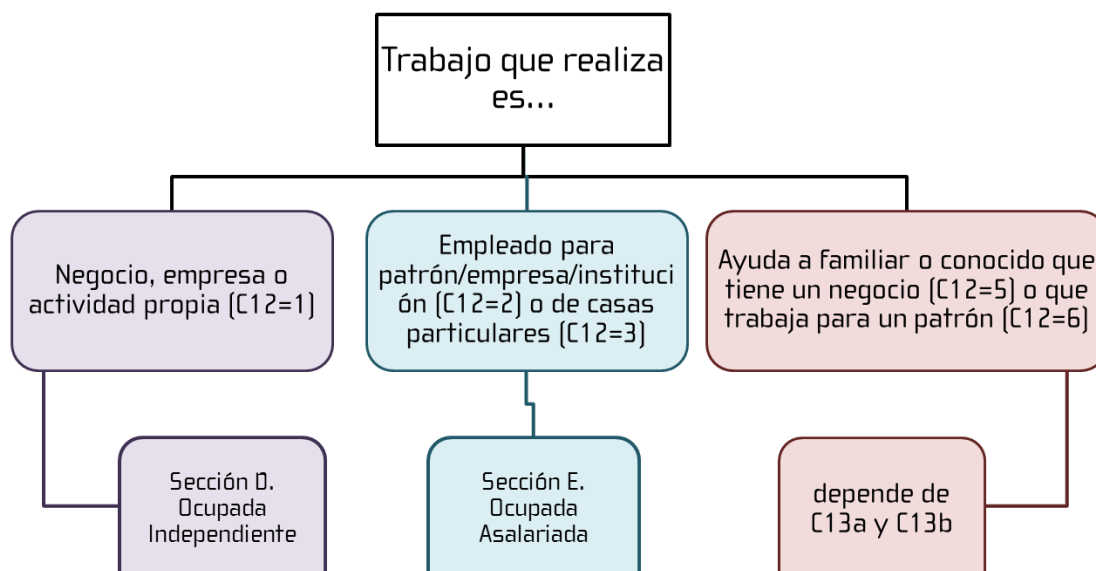 Trabajo que realiza
es...
Negocio, empresa o
actividad propia (C12=1)
Empleado para
patrón/empresa/instituci
ón (C12=2) o de casas
particulares (C12=3)
Ayuda a familiar o conocido que
tiene un negocio (C12=5) o que
trabaja para un patrón (C12=6)
Sección D.
Ocupada
Independiente
Sección E.
Ocupada
Asalariada
depende de
C13a y C13b